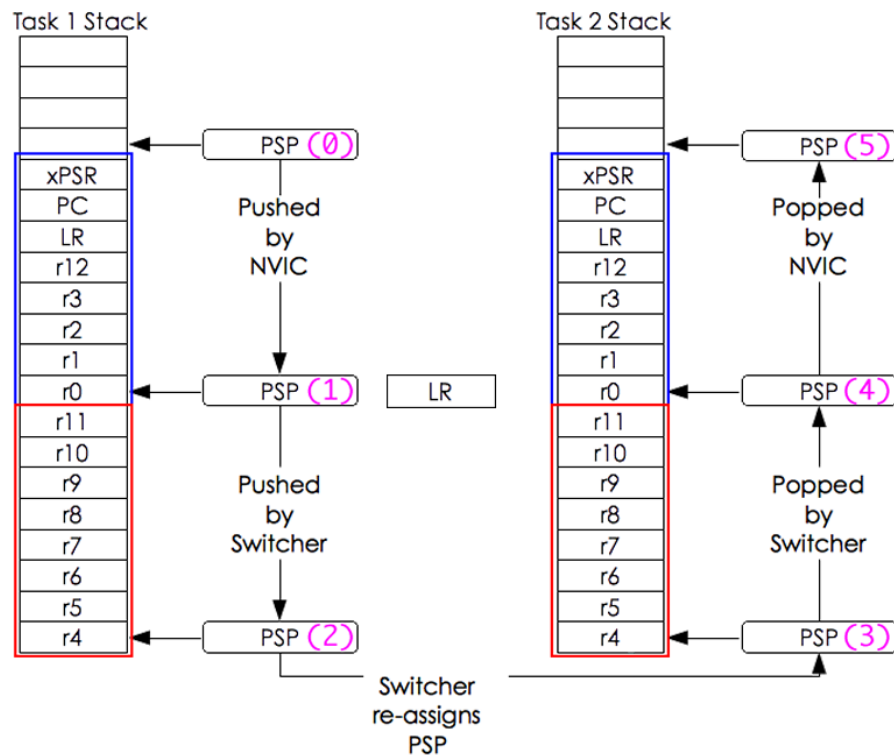 Task 1 Stack
PSP (0)
xPSR
PC
LR
r12
r3
r2
r1
r0
r11
r10
r9
r8
r7
r6
r5
r4
Pushed
by
NVIC
PSP (1)
LR
Pushed
by
Switcher
PSP (2)
Switcher
re-assigns
PSP
Task 2 Stack
PSP (5)
xPSR
PC
LR
r12
r3
r2
r1
r0
r11
r10
r9
r8
r7
r6
r5
r4
Popped
by
NVIC
PSP (4)
Popped
by
Switcher
PSP (3)